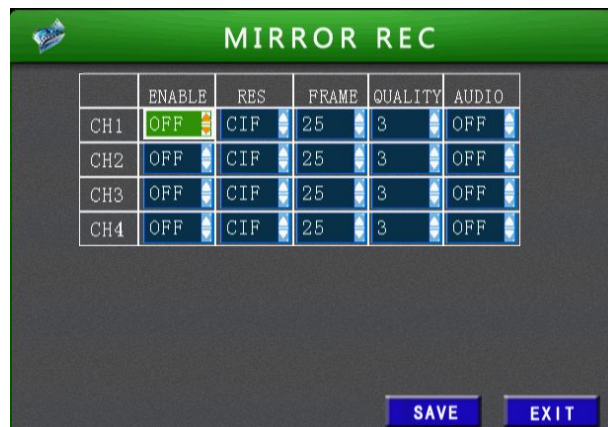 MIRROR REC
ENABLE RES FRAME QUALITY AUDIO
CH1 OFF CIF 25 3 OFF
CH2 OFF CIF 25 3 OFF
CH3 OFF CIF 25 3 OFF
CH4 OFF CIF 25 3 OFF
SAVE EXIT